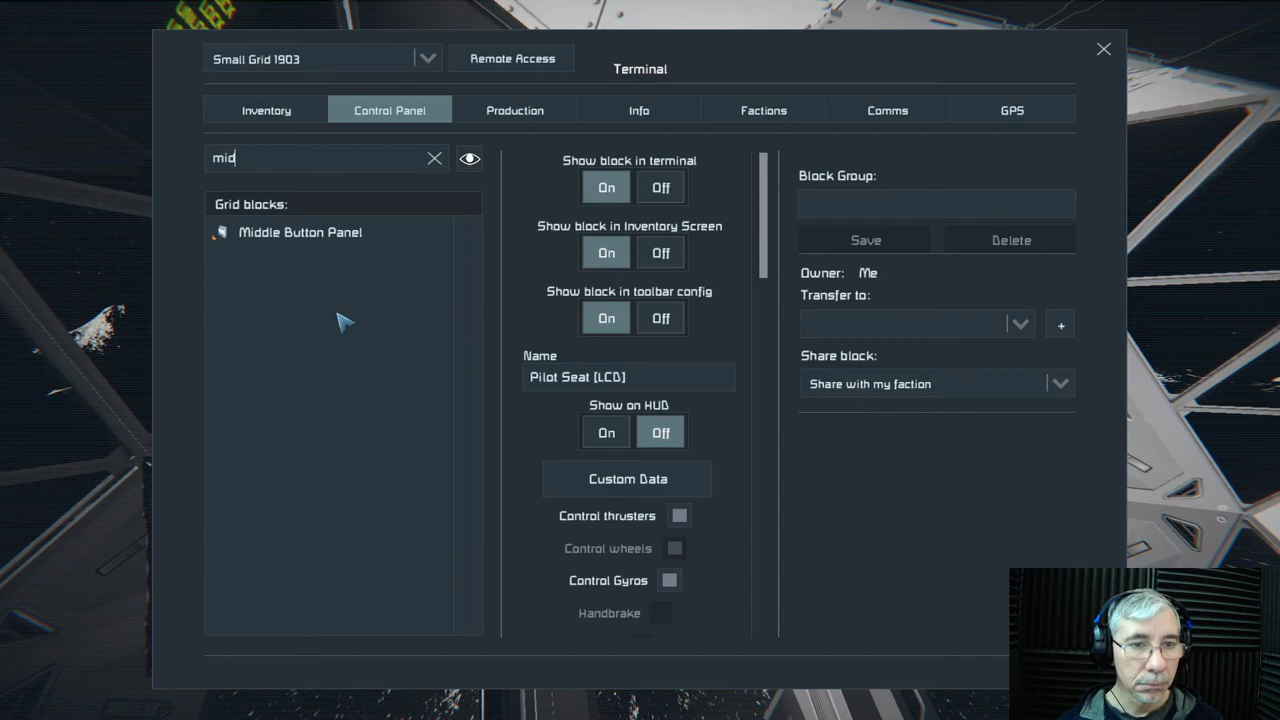 Small Grid 1903
Remote Access
Terminal
Inventory
Control Panel
Production
Info
Factions
Comms
GPS
mid
Grid blocks:
Middle Button Panel
Show block in terminal
On Off
Show block in Inventory Screen
On Off
Show block in toolbar config
On Off
Name
Pilot Seat [LCD]
Show on HUD
On Off
Custom Data
Control thrusters
Control wheels
Control Gyros
Handbrake
Block Group:
Save
Delete
Owner: Me
Transfer to:
+
Share block:
Share with my faction